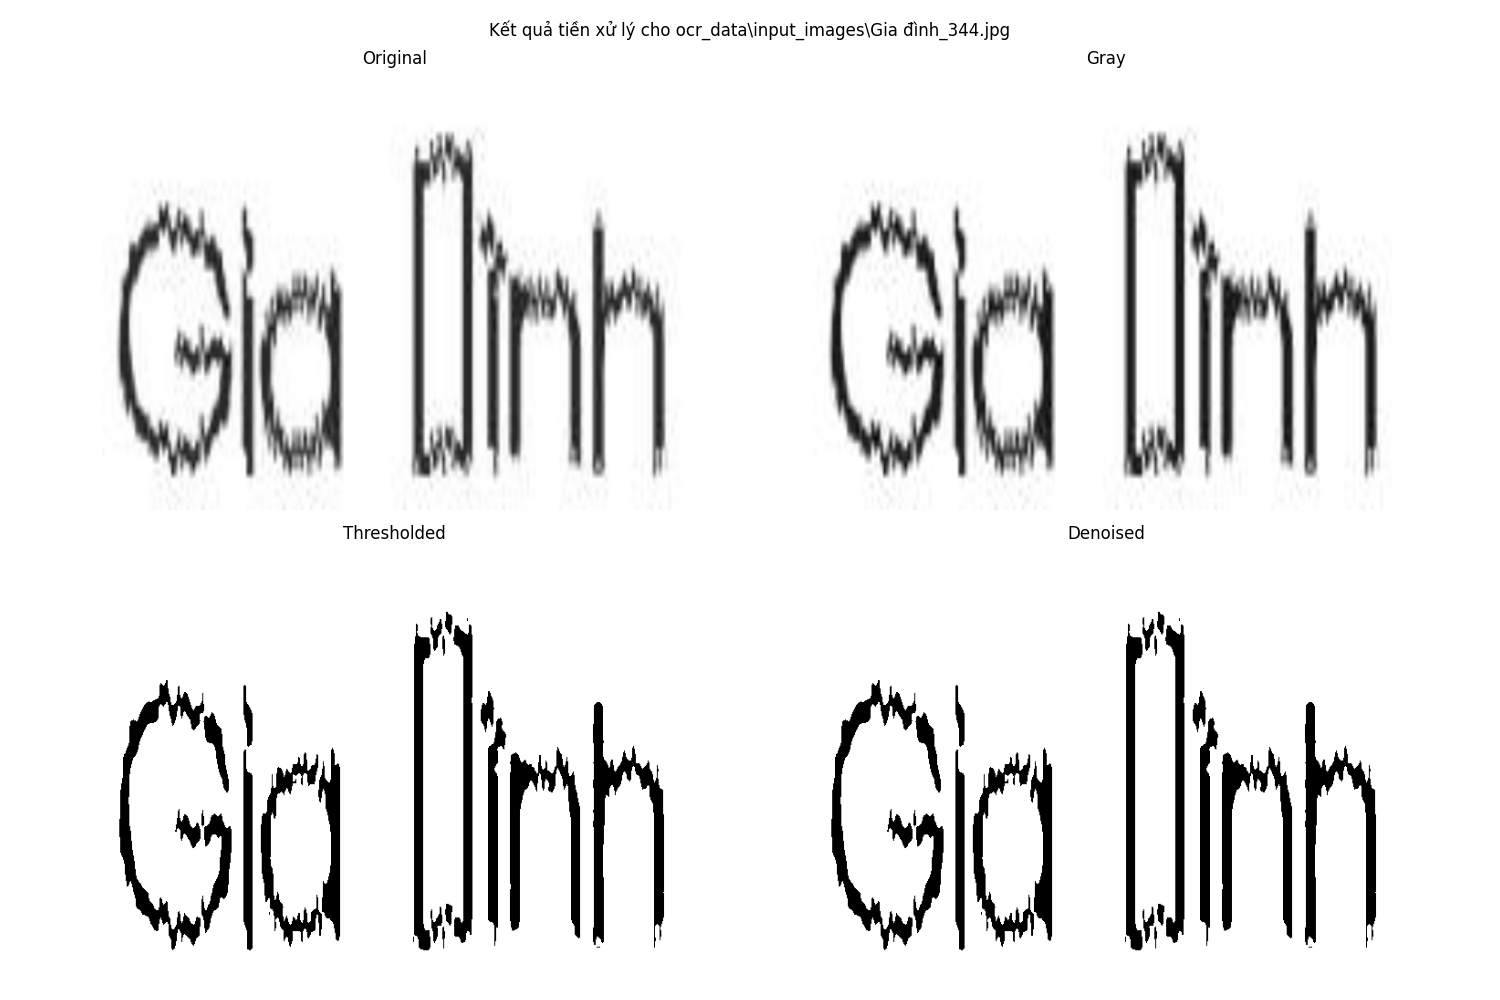 Kết quả tiền xử lý cho ocr_data\input_images\Gia đình_344.jpg
Original
Gray
Gia □ình
Gia □ình
Thresholded
Denoised
Gia □ình
Gia □ình